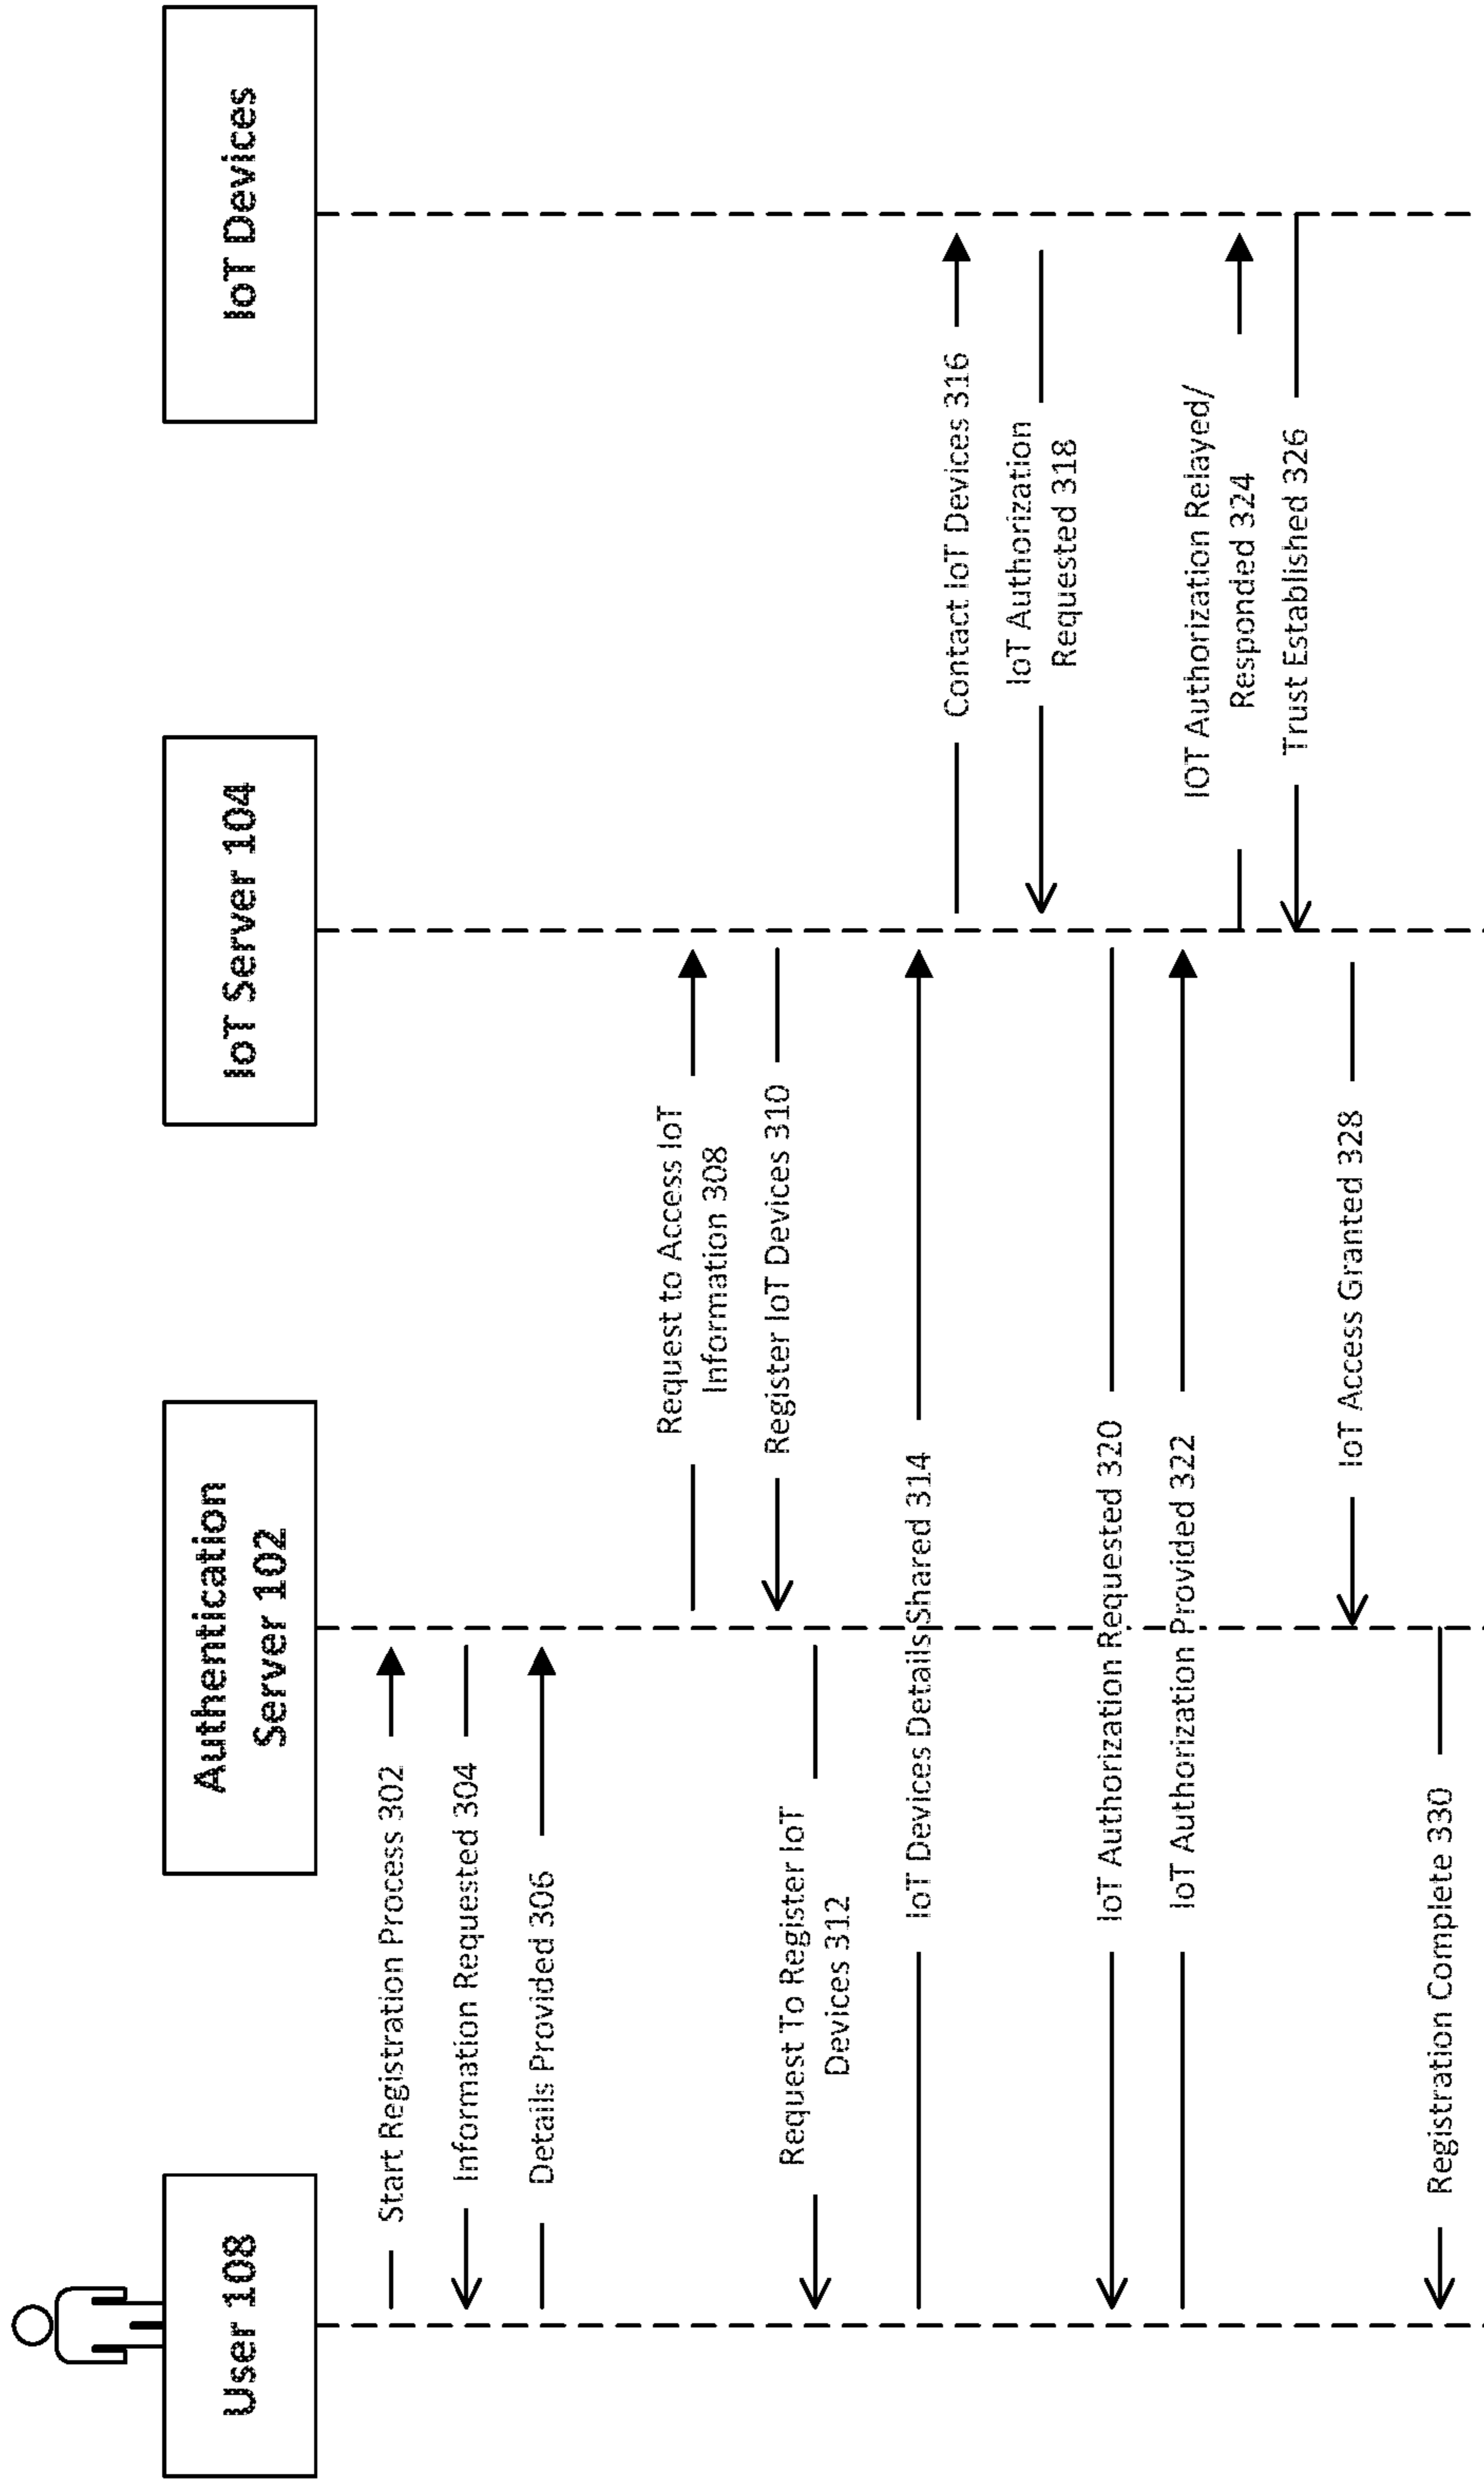 User 108
Authentication
Server 102
IoT Server 104
IoT Devices
Start Registration Process 302
Information Requested 304
Details Provided 306
Request to Access IoT
Information 308
Register IoT Devices 310
Request To Register IoT
Devices 312
IoT Devices Details Shared 314
Contact IoT Devices 316
IoT Authorization
Requested 318
IoT Authorization Requested 320
IoT Authorization Provided 322
IOT Authorization Relayed/
Responded 324
Trust Established 326
IoT Access Granted 328
Registration Complete 330